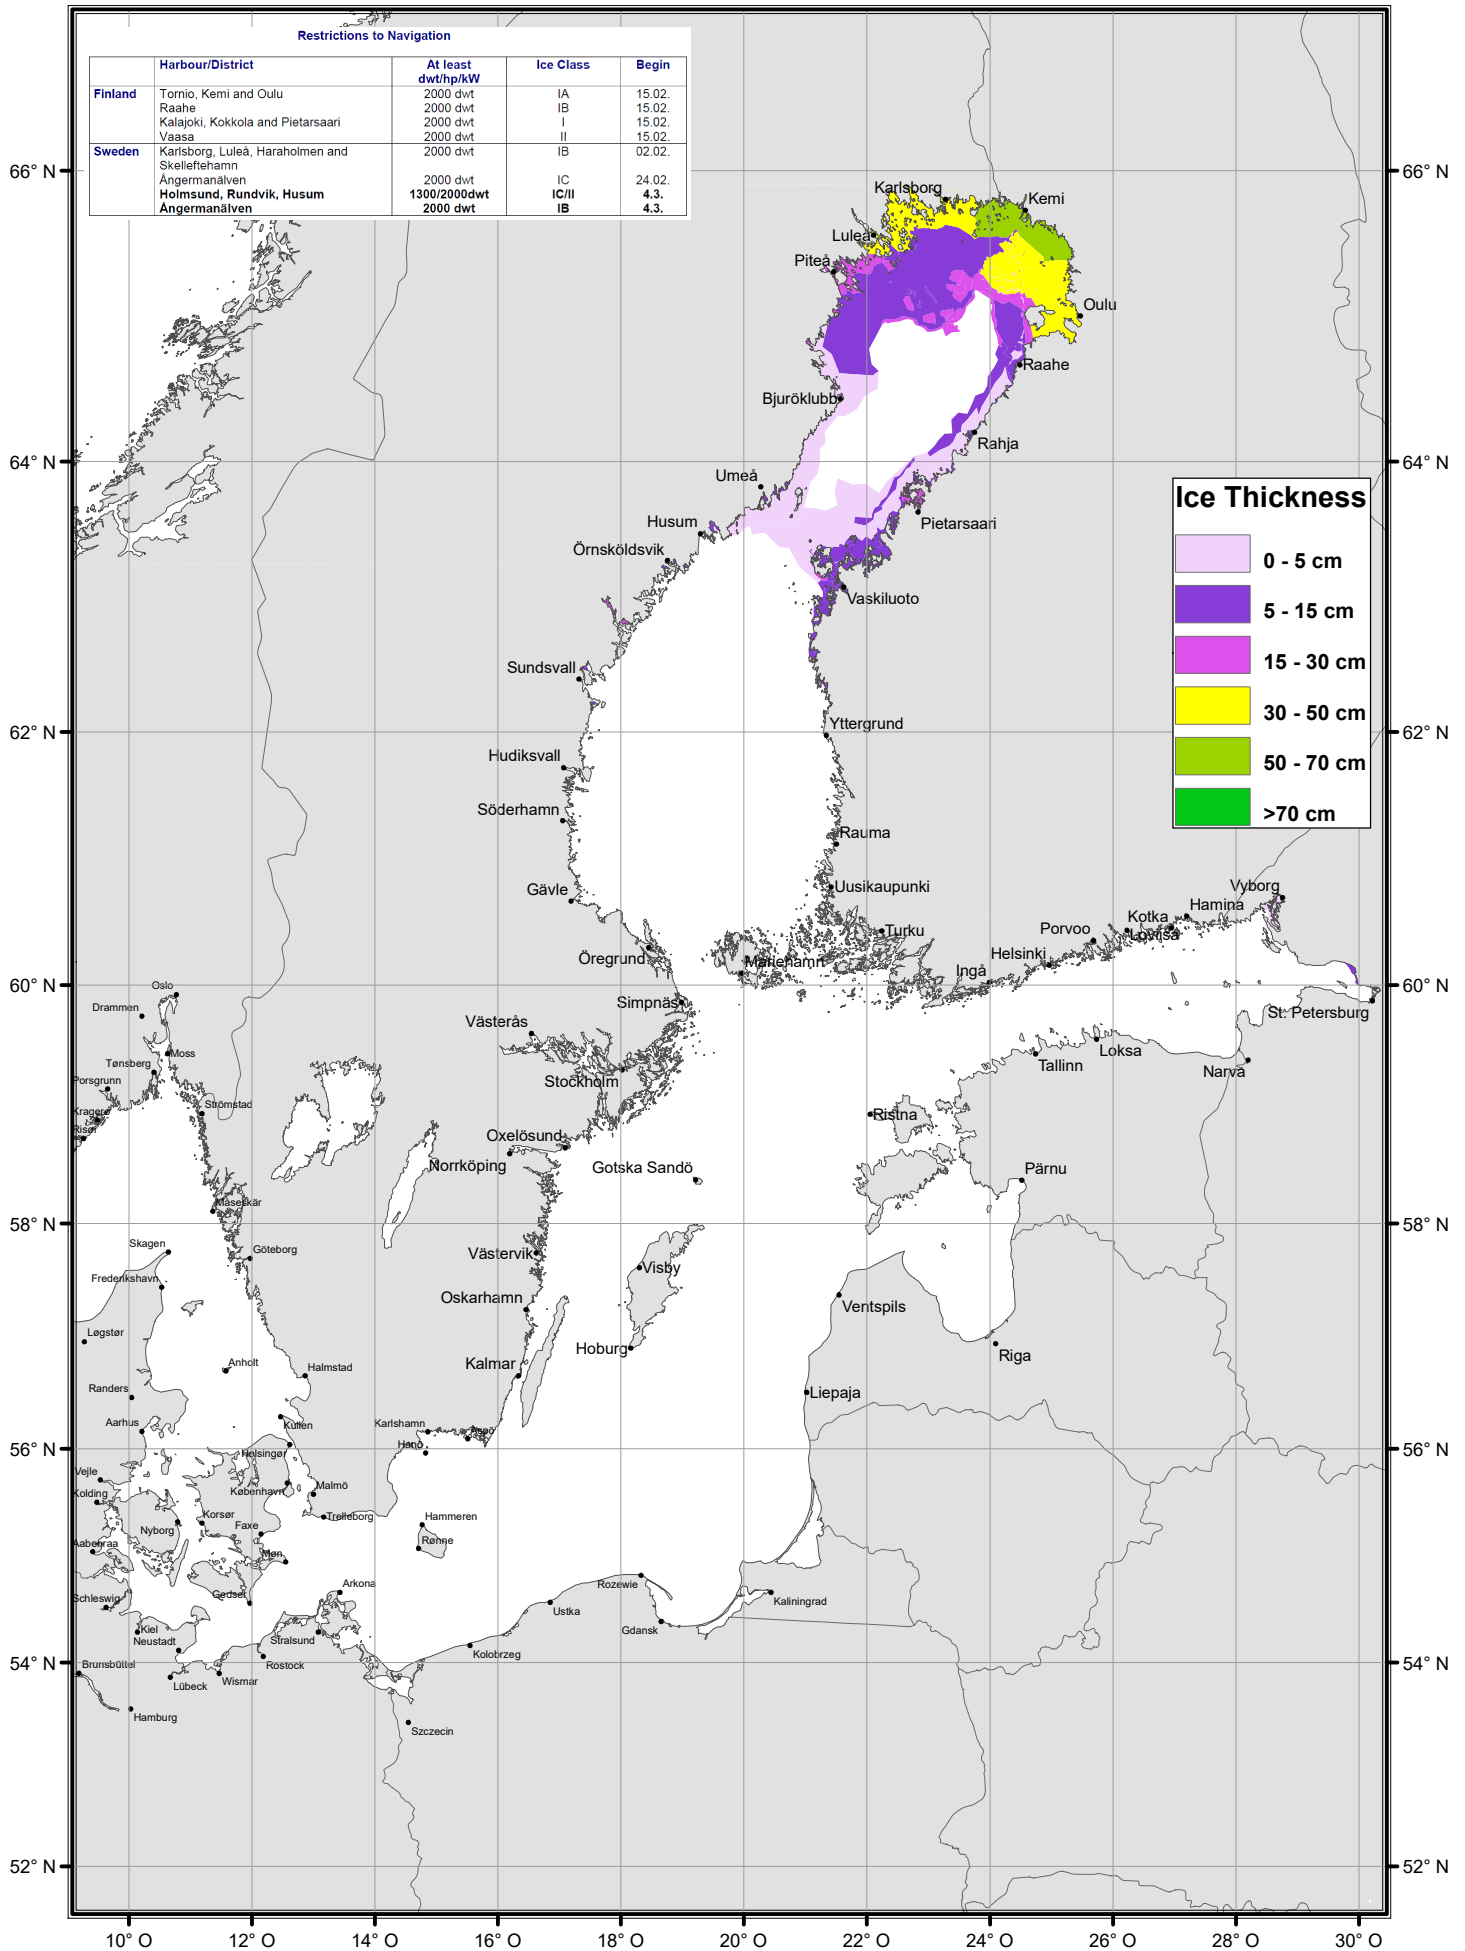 Restrictions to Navigation
Harbour/District At least dwt/hp/kW Ice Class Begin
Finland Tornio, Kemi and Oulu 2000 dwt IA 15.02.
Raahe 2000 dwt IB 15.02.
Kalajoki, Kokkola and Pietarsaari 2000 dwt I 15.02.
Vaasa 2000 dwt II 15.02.
Sweden Karlsborg, Luleå, Haraholmen and 2000 dwt IB 02.02.
Skelleftehamn
Ångermanälven 2000 dwt IC 24.02.
Holmsund, Rundvik, Husum 1300/2000dwt IC/II 4.3.
Ångermanälven 2000 dwt IB 4.3.
66° N
66° N
Karlsborg
Kemi
Luleå
Piteå
Oulu
Raahe
Bjuröklubb
Rahja
64° N
64° N
Umeå
Ice Thickness
0 - 5 cm
5 - 15 cm
15 - 30 cm
30 - 50 cm
50 - 70 cm
>70 cm
Husum
Pietarsaari
Örnsköldsvik
Vaskiluoto
Sundsvall
Yttergrund
62° N
62° N
Hudiksvall
Söderhamn
Rauma
Gävle
Uusikaupunki
Vyborg
Hamina
Kotka
Lovisa
Porvoo
Turku
Helsinki
Öregrund
Mariehamn
Ingå
60° N
60° N
Oslo
Drammen
Simpnäs
St. Petersburg
Västerås
Moss
Tønsberg
Loksa
Tallinn
Narva
Porsgrunn
Stockholm
Strömstad
Kragerø
Ristna
Risør
Oxelösund
Norrköping
Gotska Sandö
Pärnu
Måseskär
58° N
58° N
Skagen
Göteborg
Västervik
Visby
Frederikshavn
Oskarhamn
Ventspils
Løgstør
Hoburg
Riga
Anholt
Halmstad
Kalmar
Randers
Liepaja
Aarhus
Kullen
Karlshamn
Aspö
Hanö
56° N
56° N
Helsingør
Vejle
København
Malmö
Kolding
Korsør
Trelleborg
Hammeren
Nyborg
Faxe
Rønne
Aabenraa
Møn
Arkona
Rozewie
Schleswig
Gedser
Ustka
Kaliningrad
Kiel
Gdansk
Neustadt
Stralsund
Kolobrzeg
54° N
54° N
Brunsbüttel
Rostock
Lübeck
Wismar
Hamburg
Szczecin
52° N
52° N
10° O 12° O 14° O 16° O 18° O 20° O 22° O 24° O 26° O 28° O 30° O